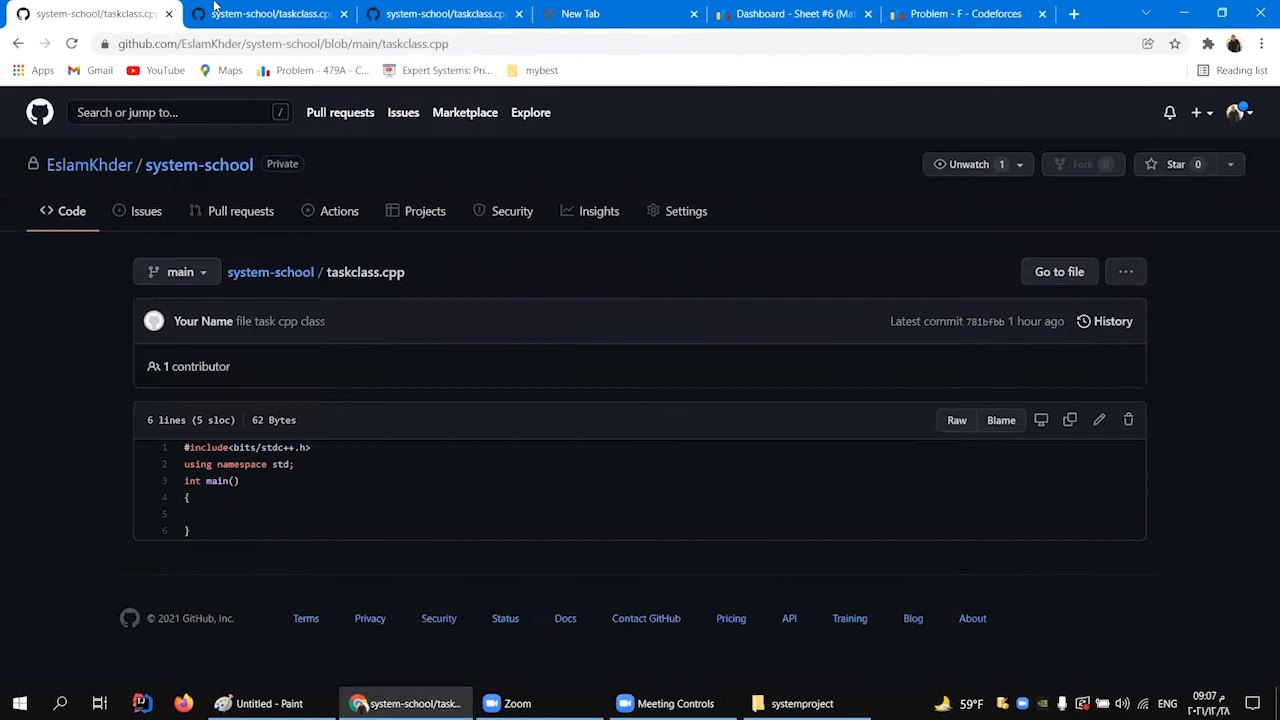 system-school/taskclass.cpp
system-school/taskclass.cpp
system-school/taskclass.cpp
New Tab
Dashboard - Sheet #6 (Ma
Problem - F - Codeforces
github.com/EslamKhder/system-school/blob/main/taskclass.cpp
Apps
Gmail
YouTube
Maps
Problem - 479A - C...
Expert Systems: Pri...
mybest
Reading list
Search or jump to...
/
Pull requests
Issues
Marketplace
Explore
EslamKhder / system-school
Private
Unwatch 1
Fork 0
Star 0
Code
Issues
Pull requests
Actions
Projects
Security
Insights
Settings
main
system-school / taskclass.cpp
Go to file
...
Your Name file task cpp class
Latest commit 781bfbb 1 hour ago
History
1 contributor
6 lines (5 sloc)
62 Bytes
Raw
Blame
1 #include<bits/stdc++.h>
2 using namespace std;
3 int main()
4 {
5
6 }
© 2021 GitHub, Inc.
Terms
Privacy
Security
Status
Docs
Contact GitHub
Pricing
API
Training
Blog
About
Untitled - Paint
system-school/task...
Zoom
Meeting Controls
systemproject
59°F
ENG
09:07 م
٢٠٢١/١٢/٢٨